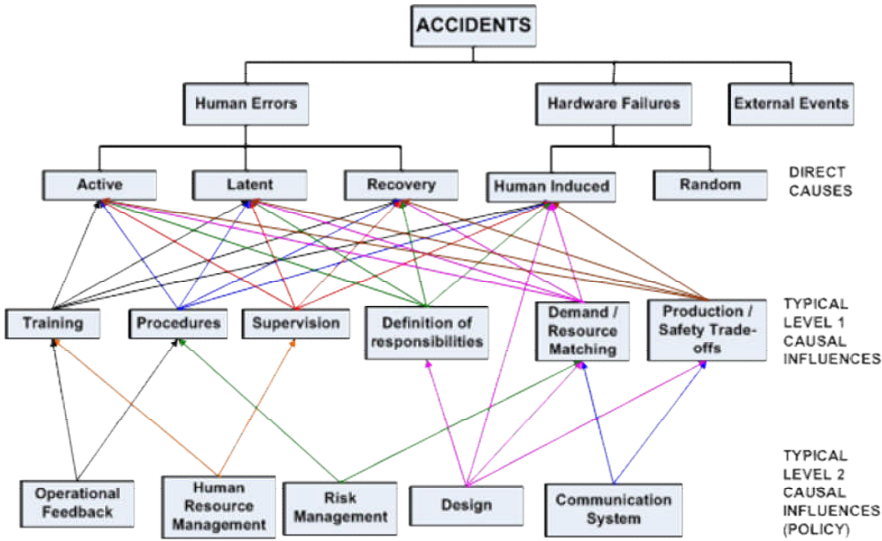 ACCIDENTS
Human Errors
Hardware Failures
External Events
Active
Latent
Recovery
Human Induced
Random
DIRECT
CAUSES
Training
Procedures
Supervision
Definition of
responsibilities
Demand /
Resource
Matching
Production /
Safety Trade-
offs
TYPICAL
LEVEL 1
CAUSAL
INFLUENCES
Operational
Feedback
Human
Resource
Management
Risk
Management
Design
Communication
System
TYPICAL
LEVEL 2
CAUSAL
INFLUENCES
(POLICY)